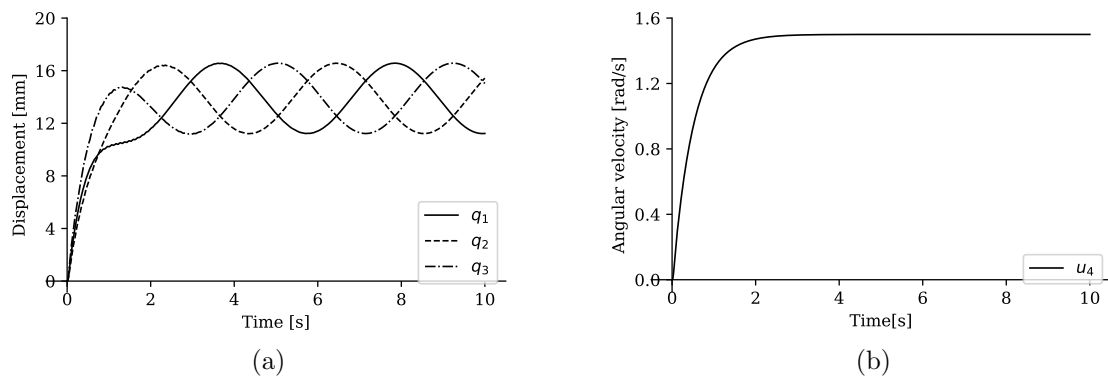 20
16
12
8
4
0
Displacement [mm]
0 2 4 6 8 10
Time [s]
q1
q2
q3
(a)
1.6
1.2
0.8
0.4
0.0
Angular velocity [rad/s]
0 2 4 6 8 10
Time[s]
u4
(b)